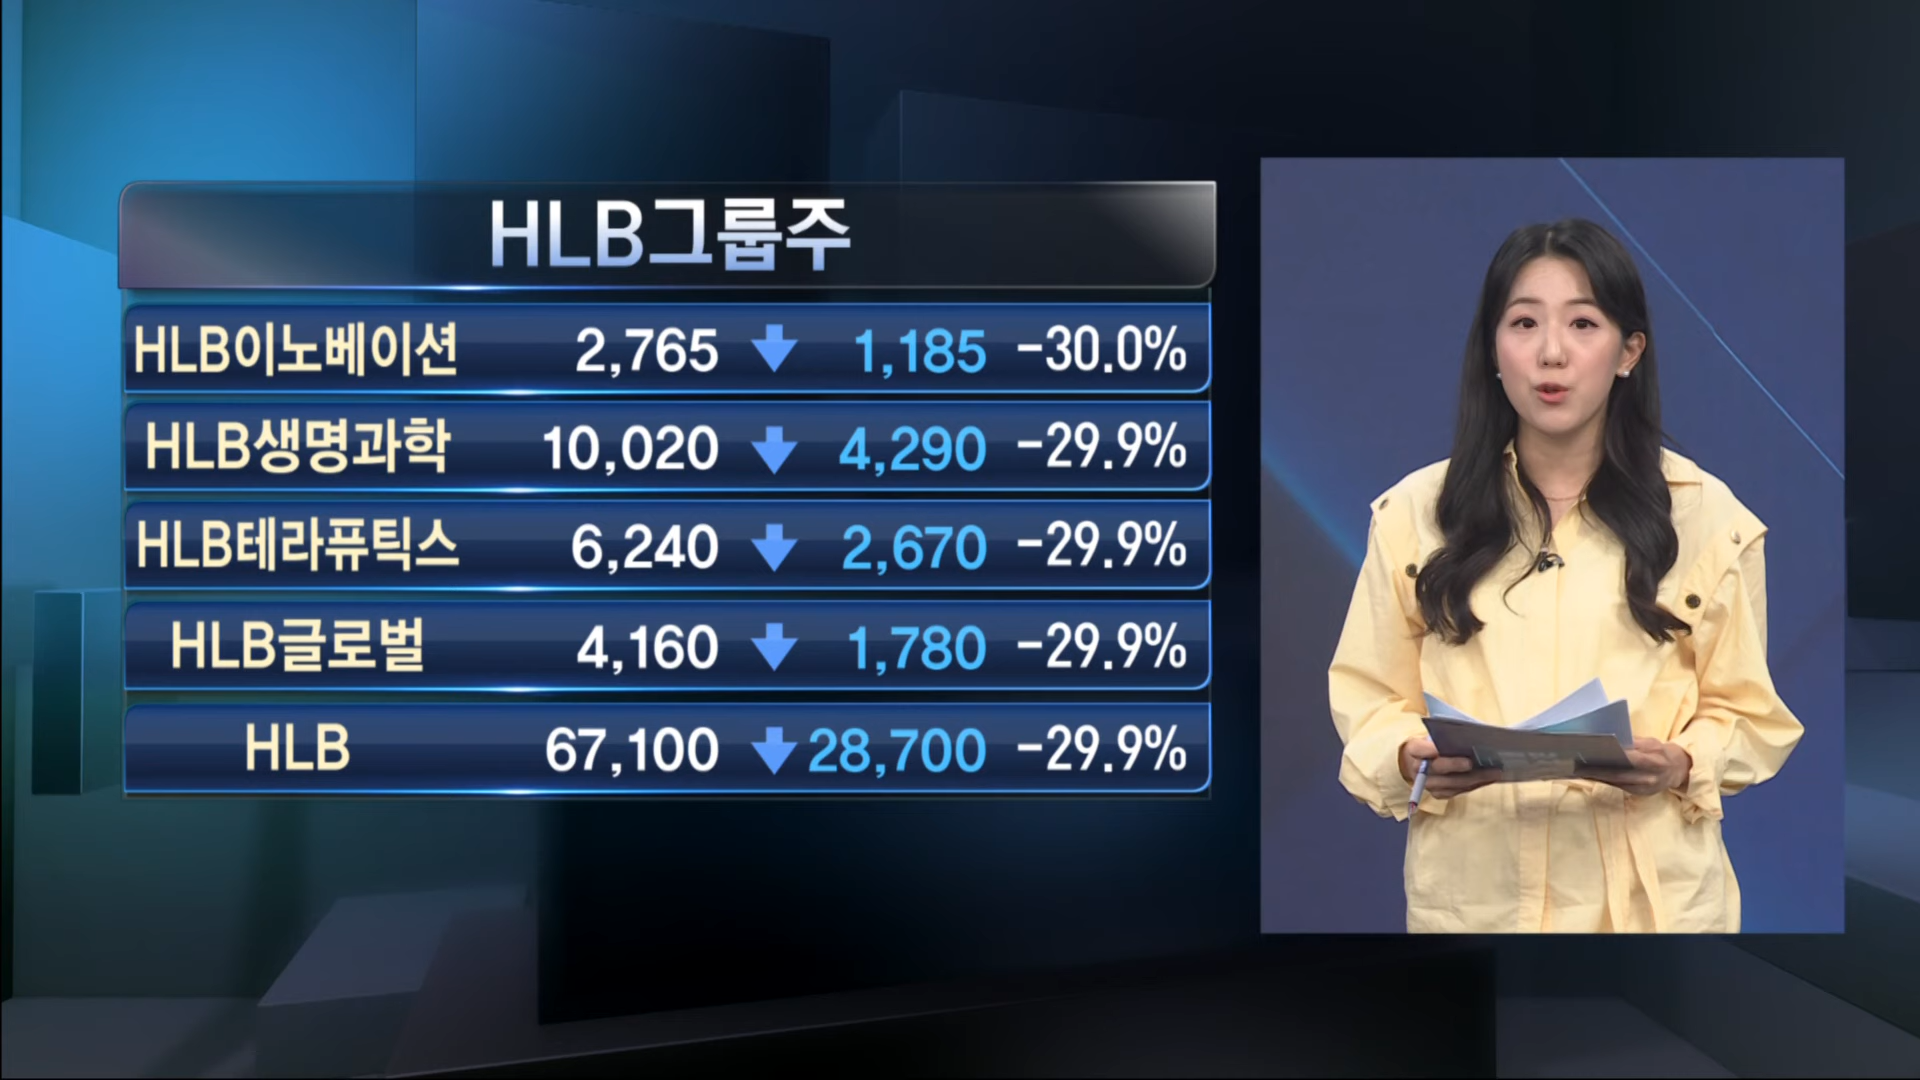 HLB그룹주
HLB이노베이션 2,765 ↓ 1,185 -30.0%
HLB생명과학 10,020 ↓ 4,290 -29.9%
HLB테라퓨틱스 6,240 ↓ 2,670 -29.9%
HLB글로벌 4,160 ↓ 1,780 -29.9%
HLB 67,100 ↓ 28,700 -29.9%